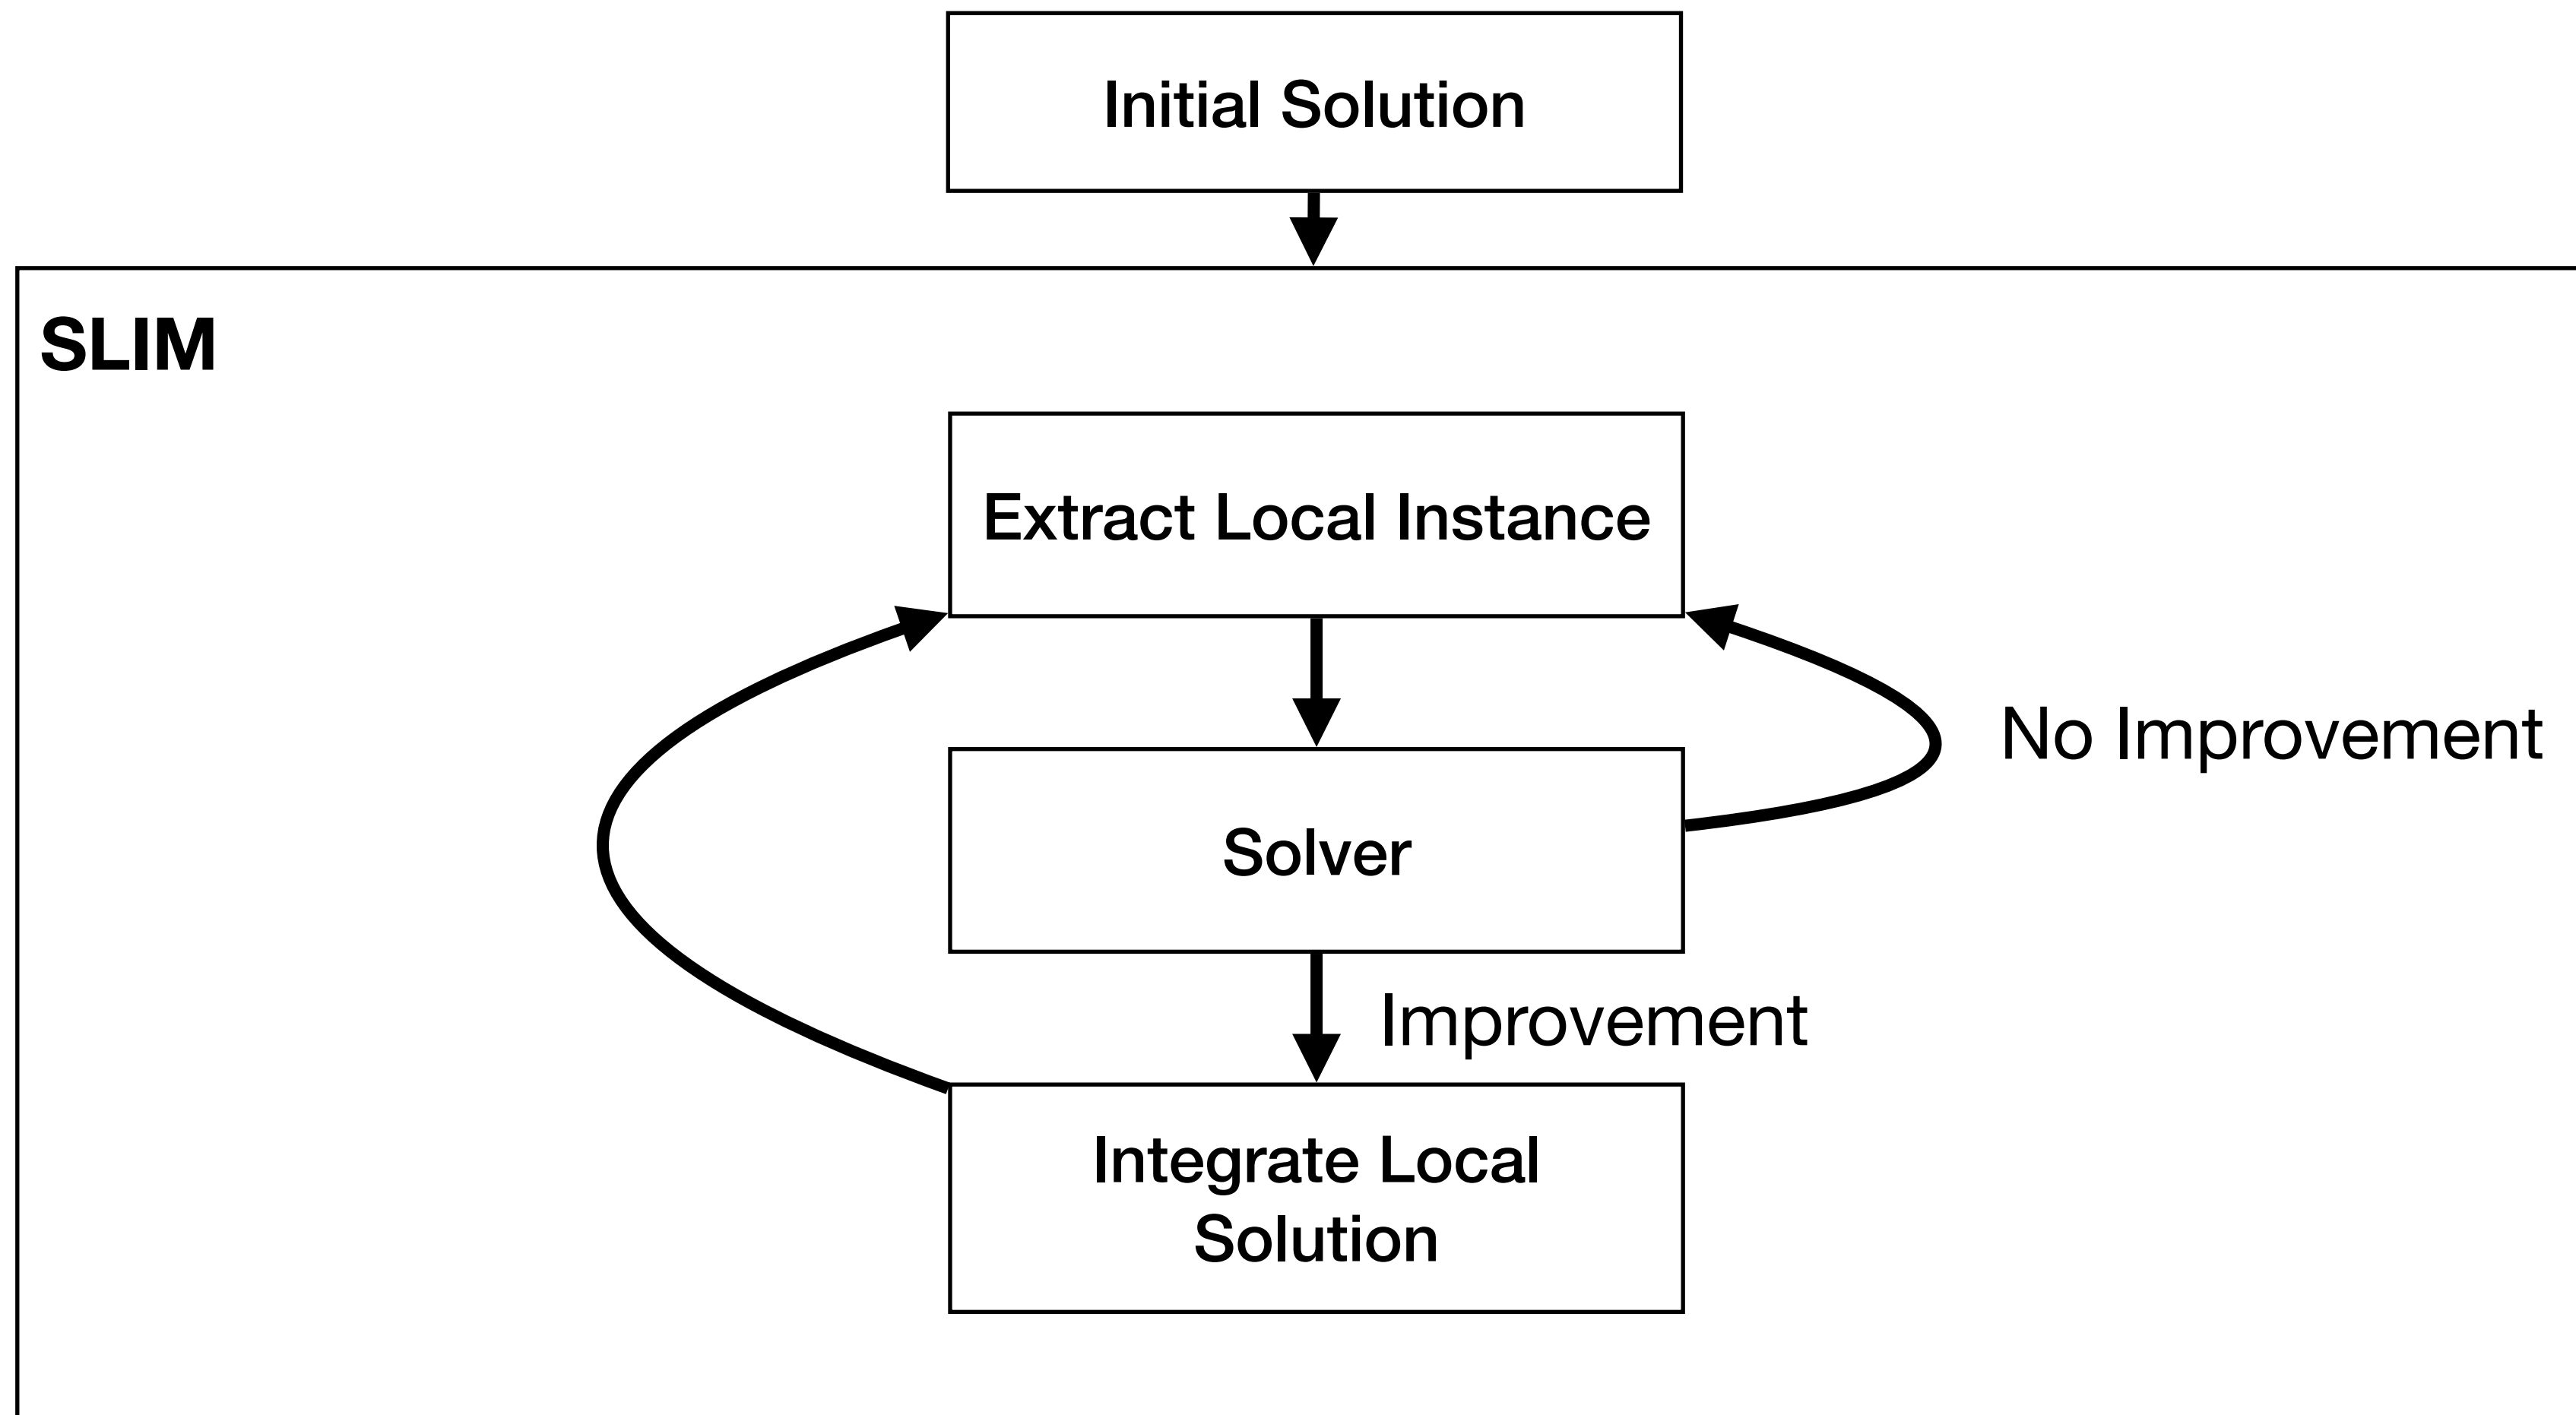 Initial Solution
SLIM
Extract Local Instance
No Improvement
Solver
Improvement
Integrate Local
Solution